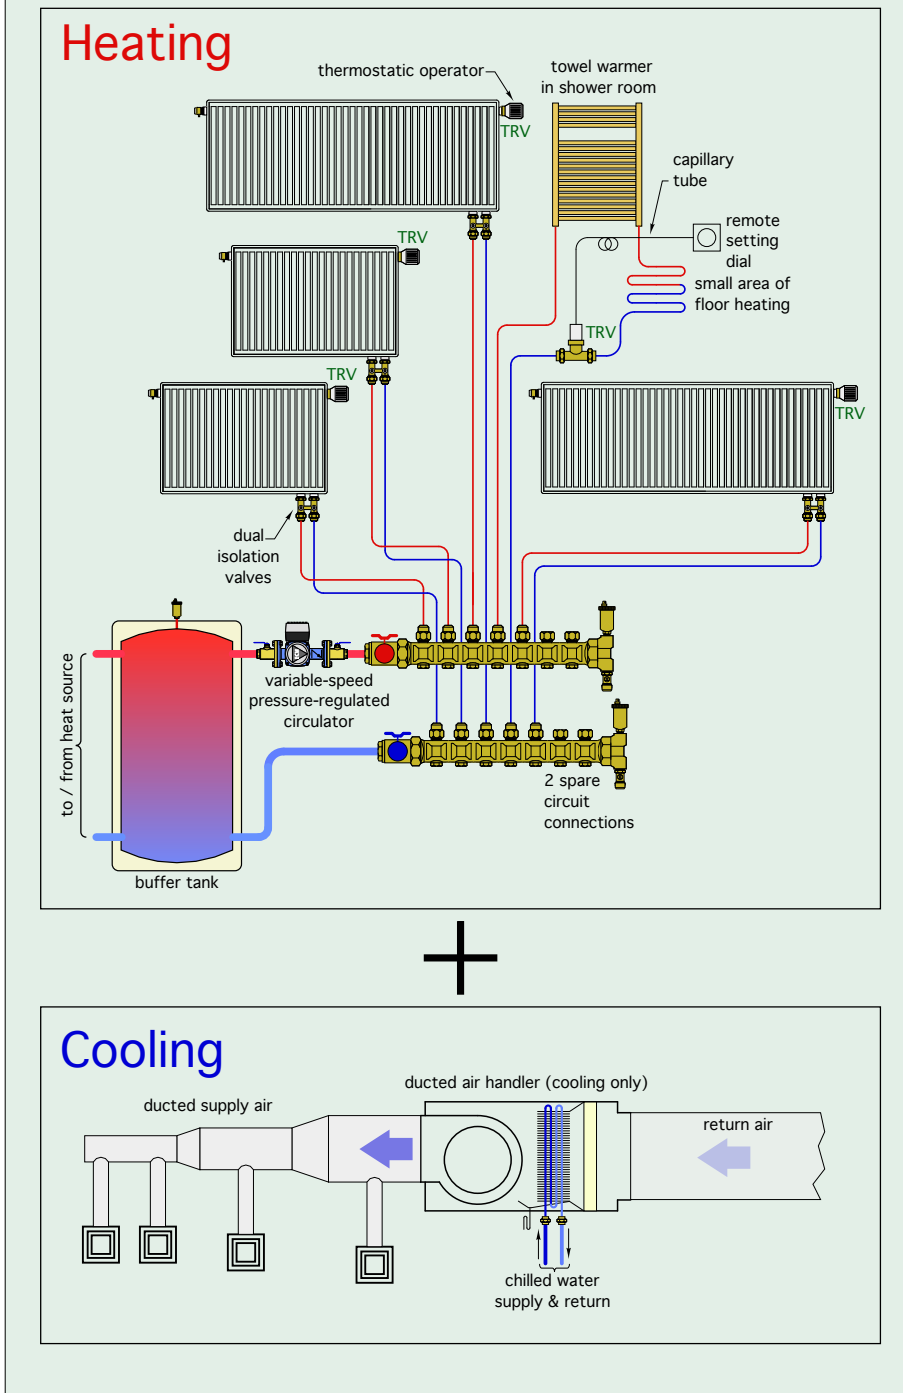 Heating
thermostatic operator
TRV
towel warmer
in shower room
capillary
tube
remote
setting
dial
small area of
floor heating
TRV
TRV
TRV
TRV
dual
isolation
valves
to / from heat source
variable-speed
pressure-regulated
circulator
2 spare
circuit
connections
buffer tank
Cooling
ducted air handler (cooling only)
ducted supply air
return air
chilled water
supply & return